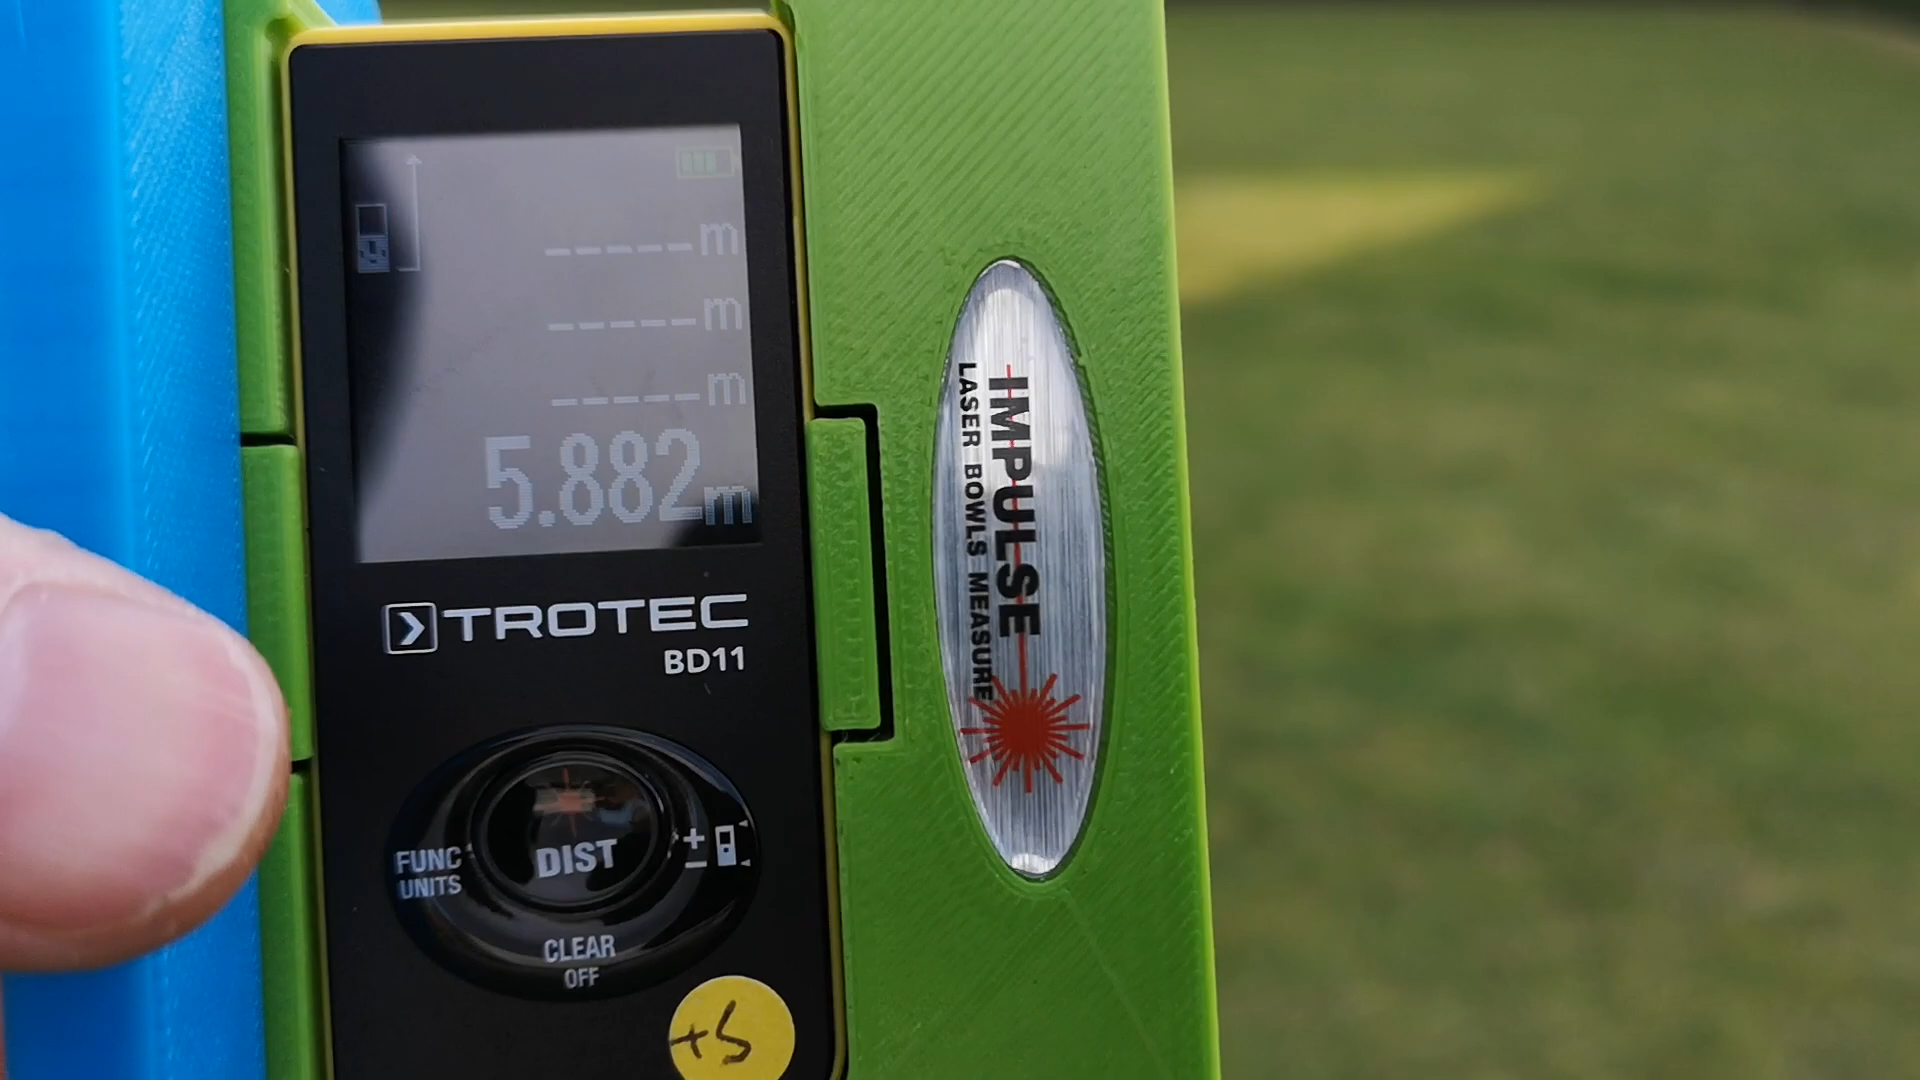 -----m
-----m
-----m
5.882m
TROTEC
BD11
DIST
FUNC
UNITS
+
−
CLEAR
OFF
+5
IMPULSE
LASER BOWLS MEASURE